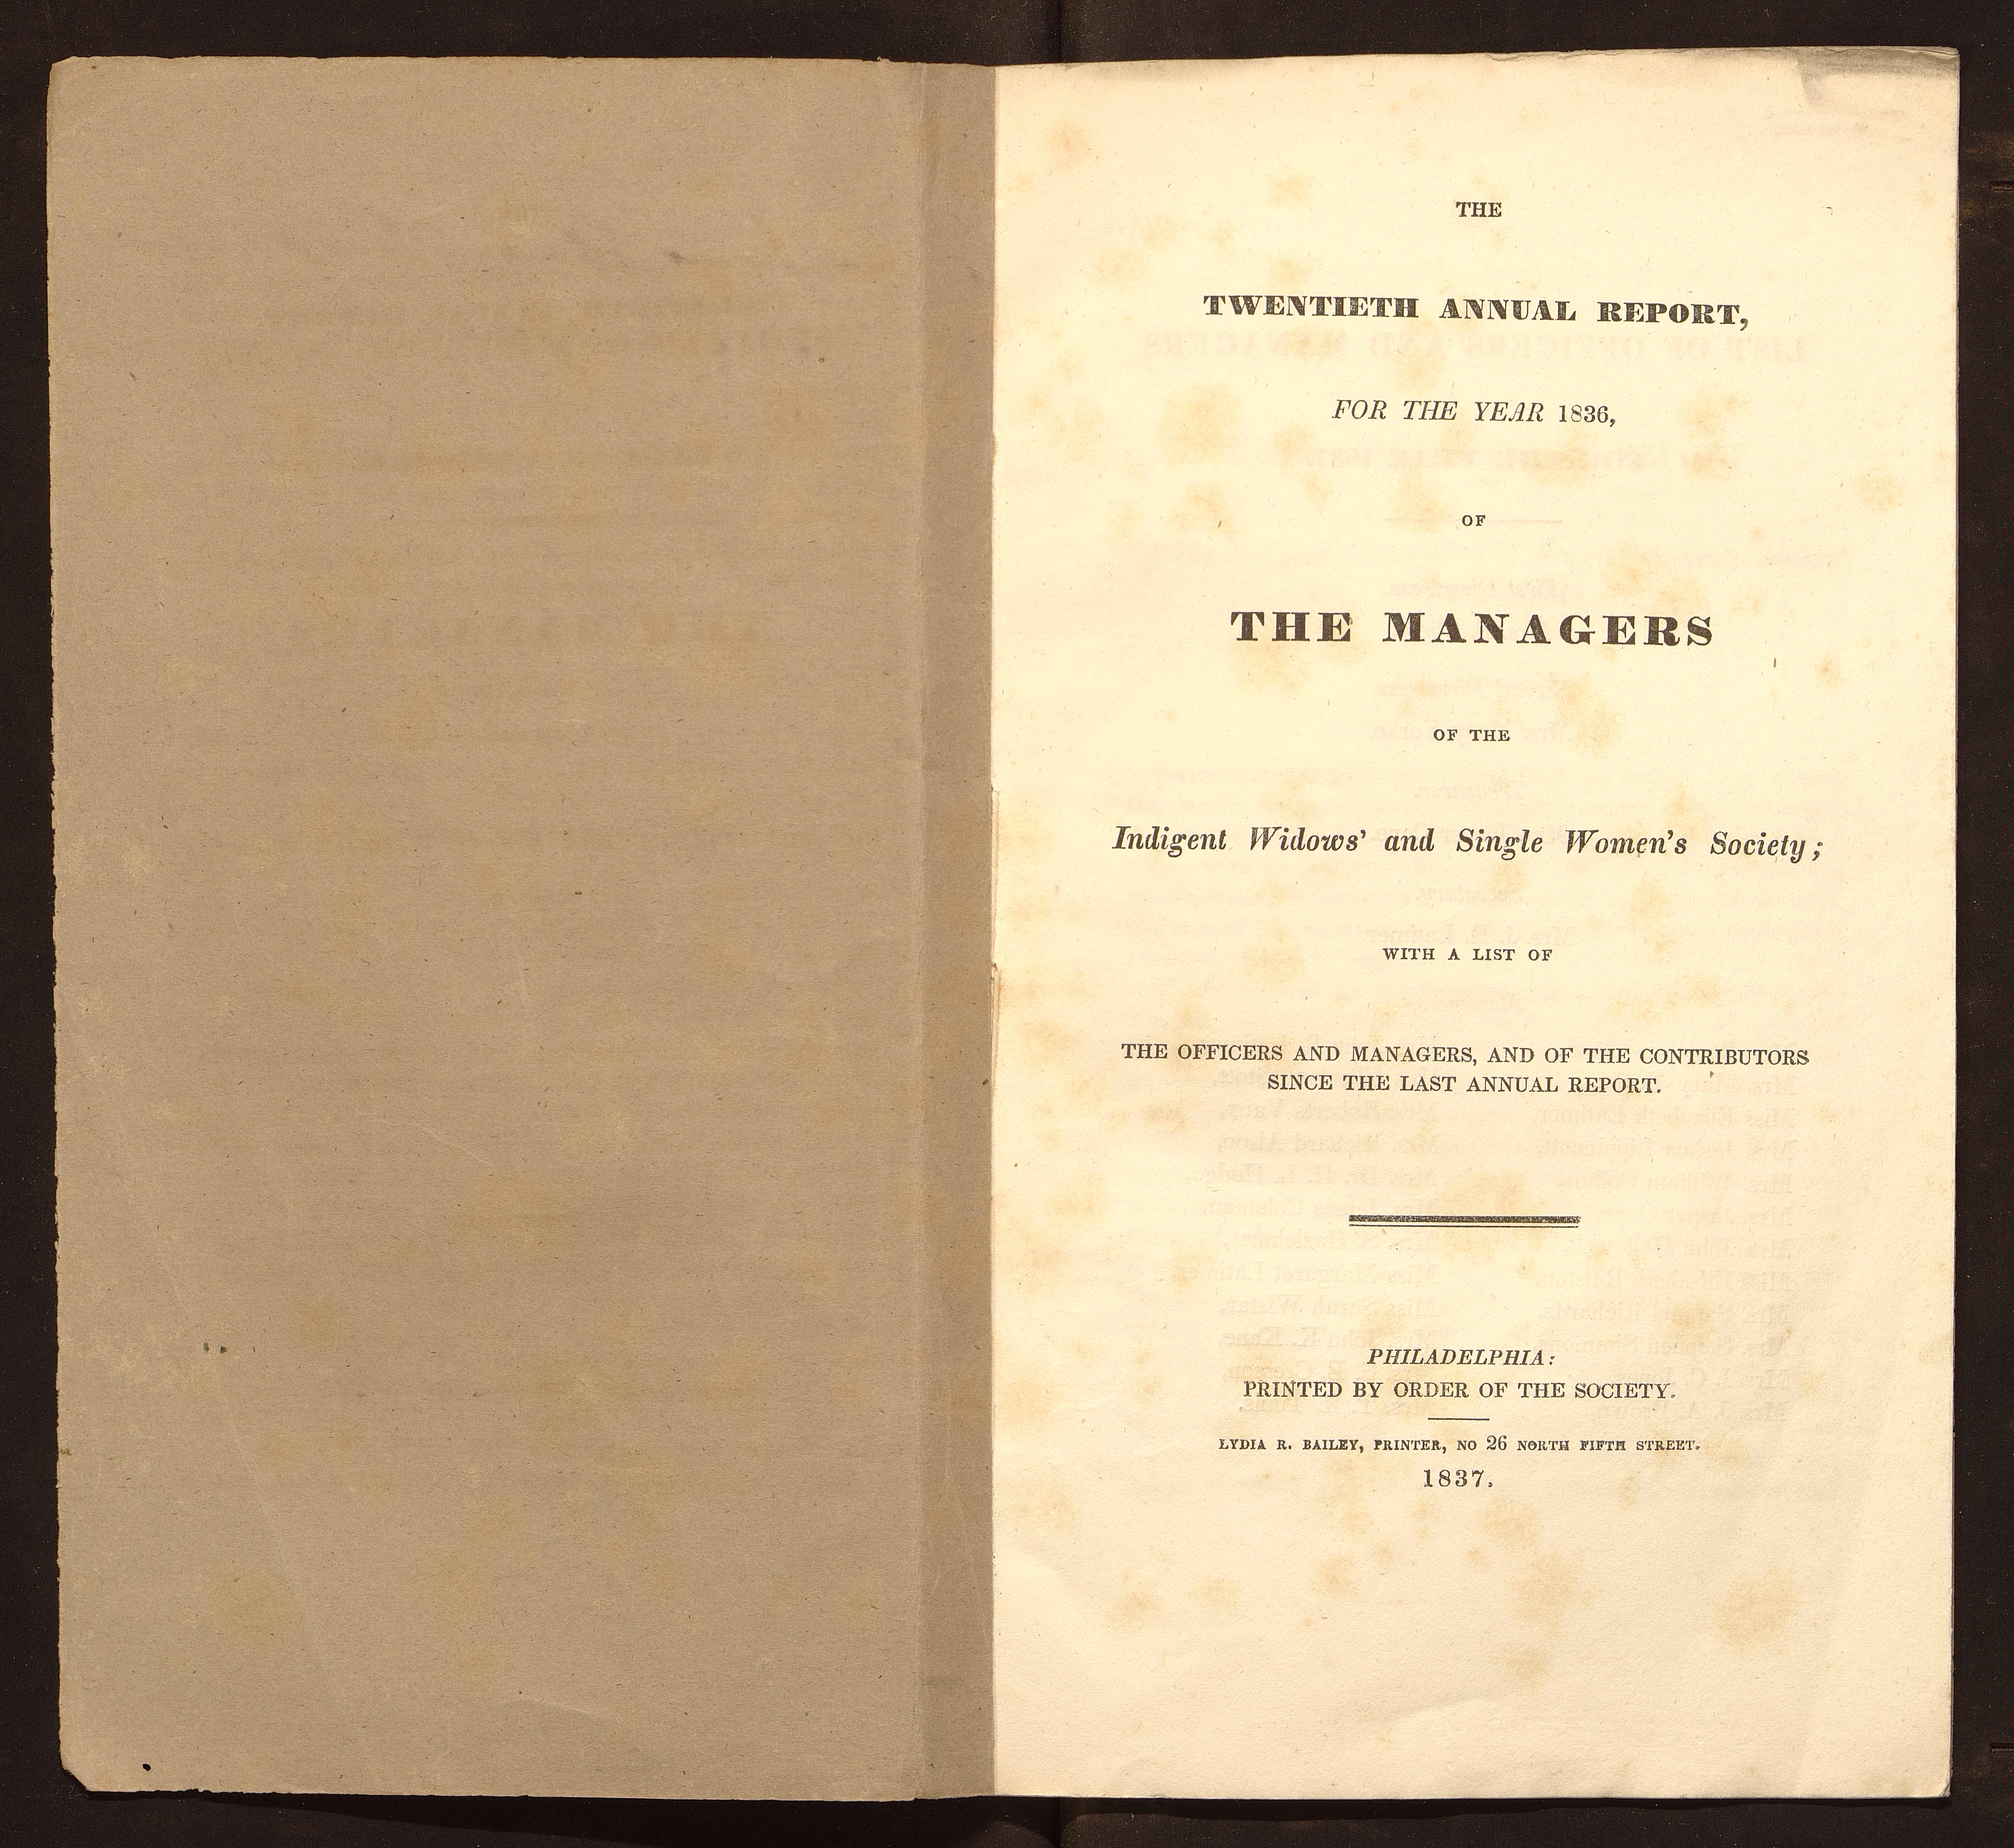 THE
TWENTIETH ANNUAL REPORT,
FOR THE YEAR 1836,
OF
THE MANAGERS
OF THE
Indigent Widows' and Single Women's Society;
WITH A LIST OF
THE OFFICERS AND MANAGERS, AND OF THE CONTRIBUTORS
SINCE THE LAST ANNUAL REPORT.
PHILADELPHIA:
PRINTED BY ORDER OF THE SOCIETY.
LYDIA R. BAILEY, PRINTER, NO 26 NORTH FIFTH STREET.
1837.